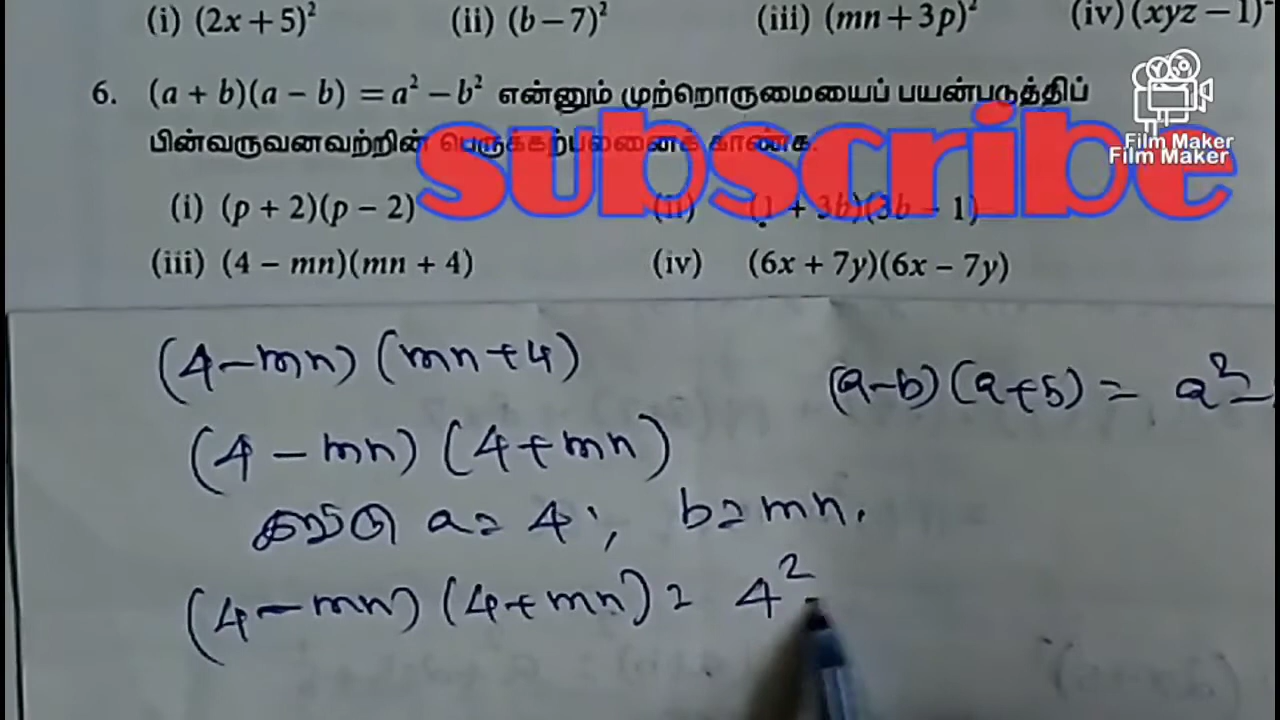 (i) (2x + 5)² (ii) (b – 7)² (iii) (mn + 3p)² (iv) (xyz – 1)²
6. (a + b)(a – b) = a² – b² என்னும் முற்றொருமையைப் பயன்படுத்திப்
பின்வருவனவற்றின் பெருக்கற்பலனைக் காண்க.
subscribe
Film Maker
Film Maker
(i) (p + 2)(p – 2) (ii) (1 + 3b)(3b – 1)
(iii) (4 – mn)(mn + 4) (iv) (6x + 7y)(6x – 7y)
(4-mn) (mn+4)
(a-b) (a+b) = a² -
(4 - mn) (4+mn)
இங்கு a = 4 ; b = mn.
(4 - mn) (4+mn) = 4² -